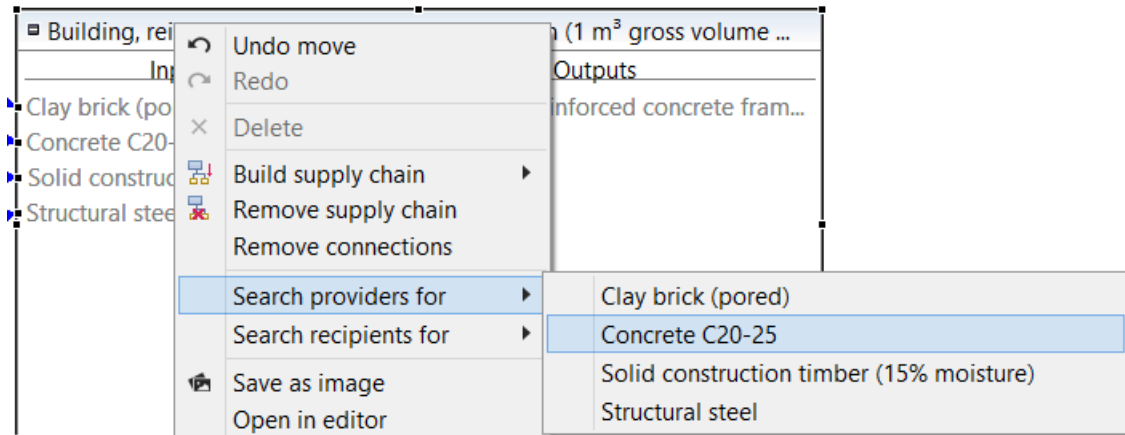 Building, rei
n (1 m³ gross volume ...
Undo move
Inp
Outputs
Redo
Clay brick (po
inforced concrete fram...
Delete
Concrete C20-
Build supply chain
Solid construc
Remove supply chain
Structural stee
Remove connections
Search providers for
Clay brick (pored)
Search recipients for
Concrete C20-25
Save as image
Solid construction timber (15% moisture)
Open in editor
Structural steel